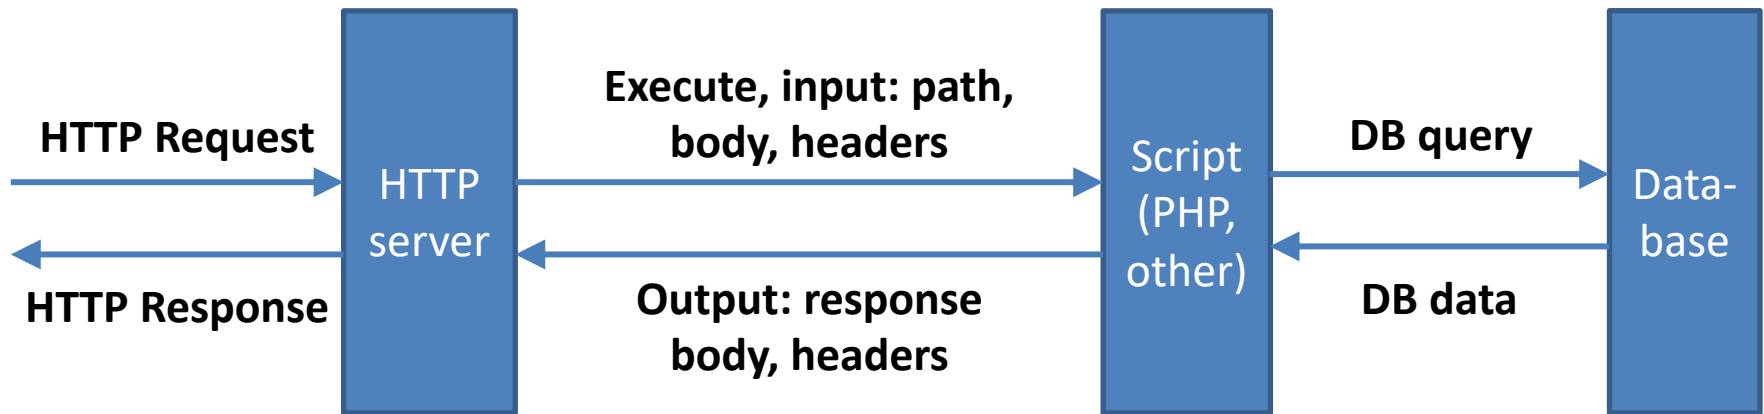 HTTP Request
HTTP Response
HTTP
server
Execute, input: path,
body, headers
Output: response
body, headers
Script
(PHP,
other)
DB query
DB data
Data-
base